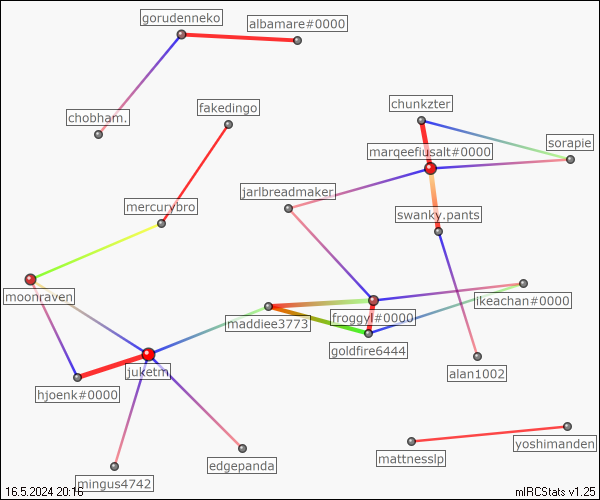 gorudenneko
albamare#0000
fakedingo
chunkzter
chobham.
sorapie
marqeefiusalt#0000
jarlbreadmaker
mercurybro
swanky.pants
moonraven
lkeachan#0000
froggyl#0000
maddiee3773
goldfire6444
juketm
alan1002
hjoenk#0000
yoshimanden
mattnesslp
edgepanda
mingus4742
16.5.2024 20:16
mIRCStats v1.25